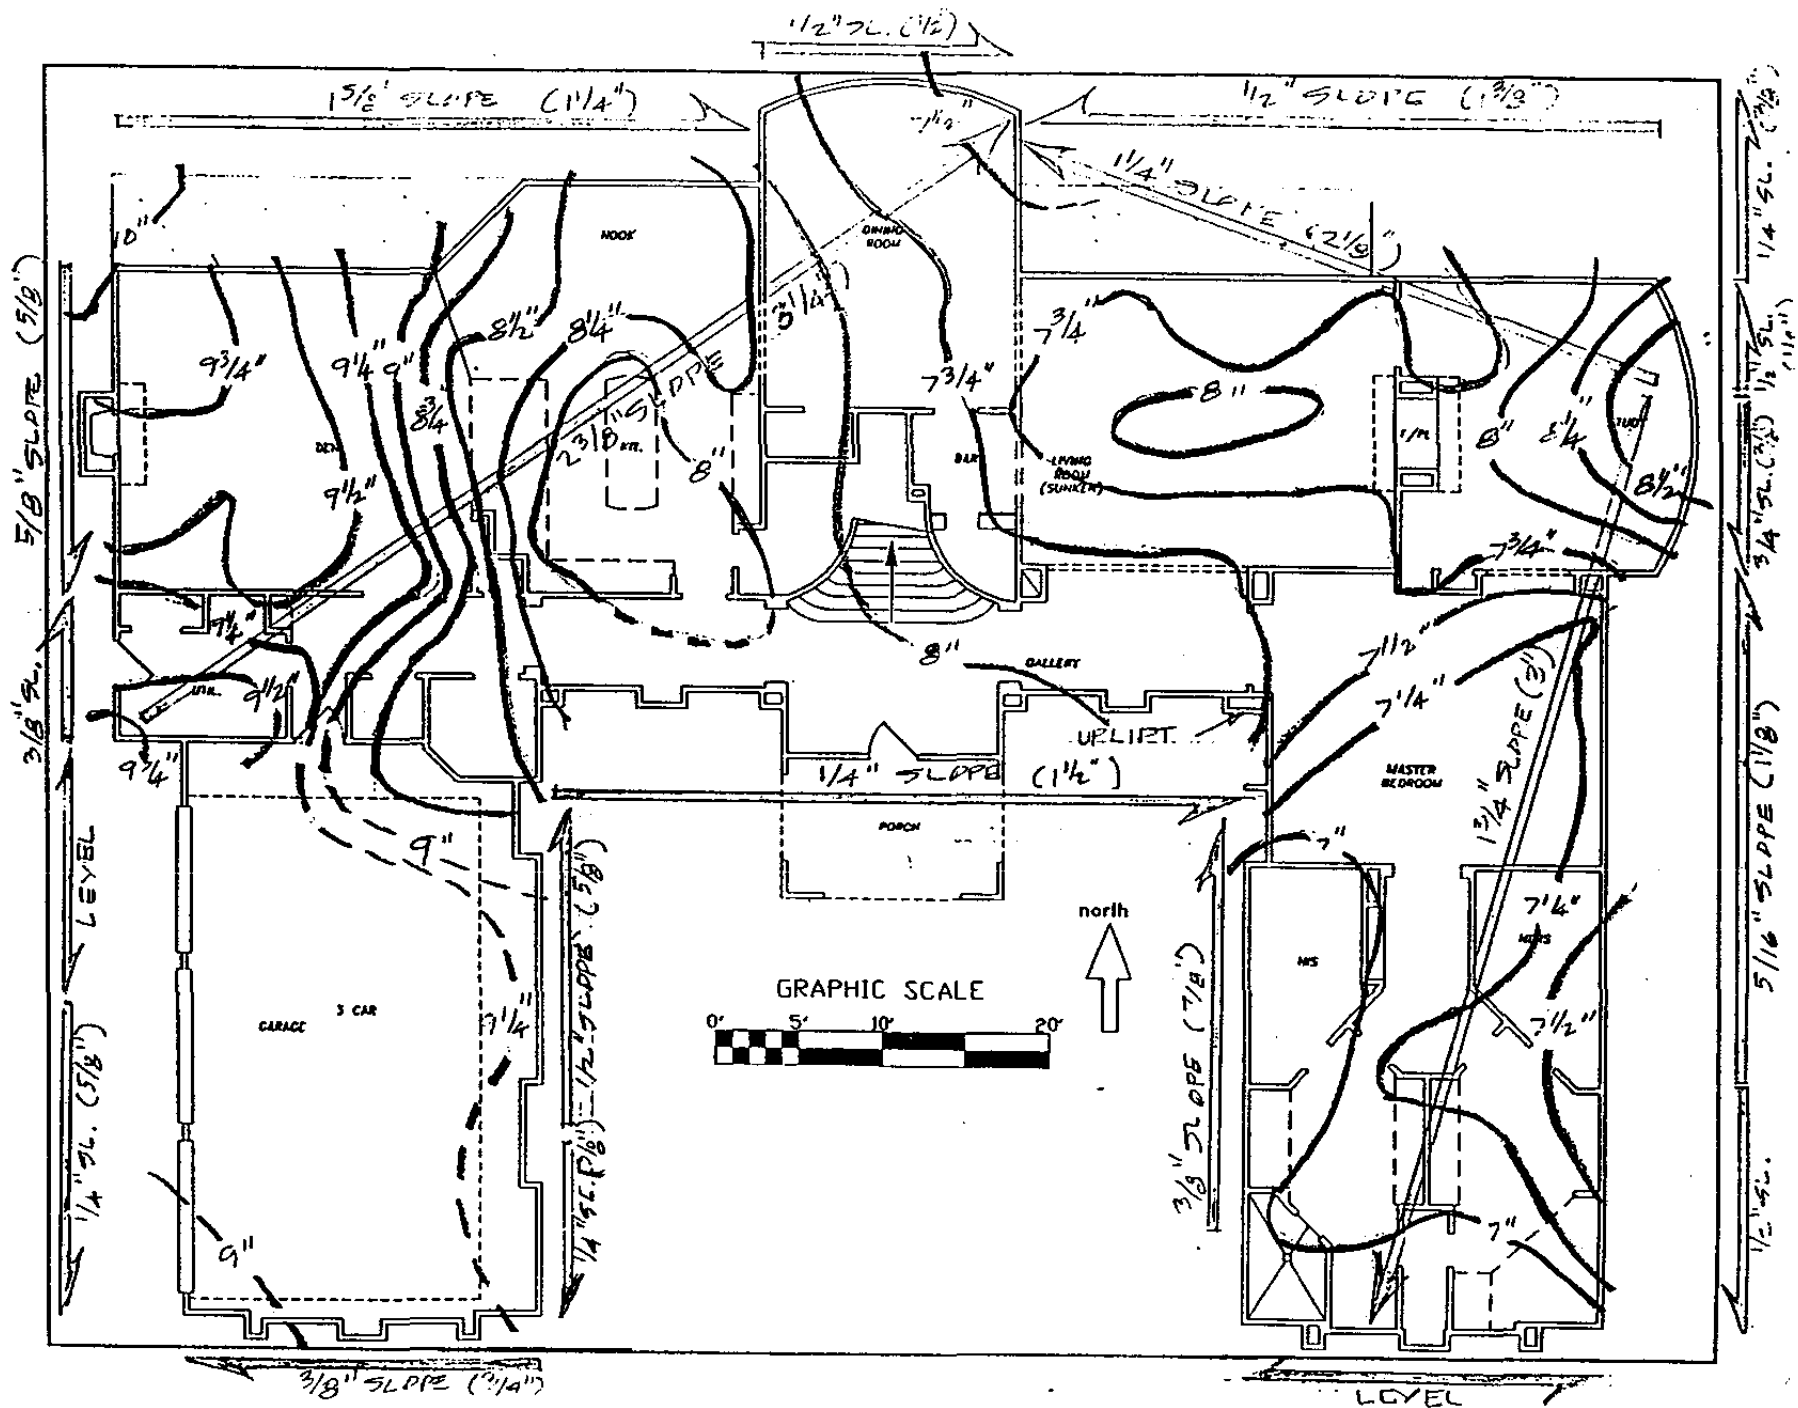 1/2" SL. (1/2)
1 5/8" SLOPE (1 1/4")
1/2" SLOPE (1 3/8")
7 1/2"
1 1/4" SLOPE (2 1/8")
10"
NOOK
DINING
ROOM
8 1/2"
8 1/4"
7 3/4
9 3/4"
9 1/4"
9"
8 3/4
2 3/8" SLOPE
7 3/4"
8"
DEN
KIT.
8"
BAR
LIVING
ROOM
(SUNKEN)
F/PL
8"
8 1/4
8 1/2"
9 1/2"
7 3/4"
5/8" SLOPE (5/8")
3/8" SL.
LEVEL
1/4" SL. (5/8")
1/4" SL. (3/8")
1/2 SL.
3/4" SL.
5/16" SLOPE (1 1/8")
1/2" SL.
9 1/4"
9 1/2"
UTIL.
9 3/4"
8"
GALLERY
UPLIFT
7 1/2"
7 1/4"
1/4" SLOPE (1 1/2")
MASTER
BEDROOM
1 3/4" SLOPE (3")
PORCH
9"
7"
1/2" SLOPE (5/8")
north
HIS
7 1/4"
HERS
3/8" SLOPE (7/8")
GRAPHIC SCALE
0' 5' 10' 20'
3 CAR
GARAGE
9 1/4"
7 1/2"
9"
7"
3/8" SLOPE
LEVEL